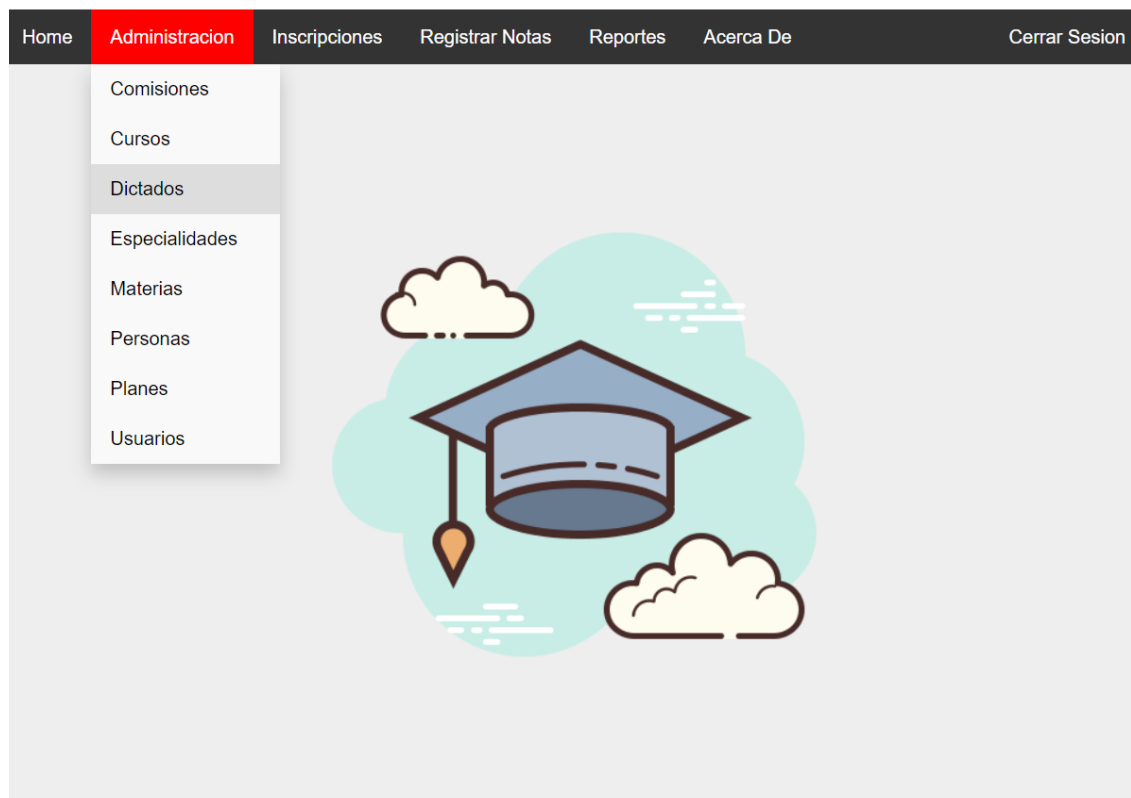 Home Administracion Inscripciones Registrar Notas Reportes Acerca De Cerrar Sesion
Comisiones
Cursos
Dictados
Especialidades
Materias
Personas
Planes
Usuarios